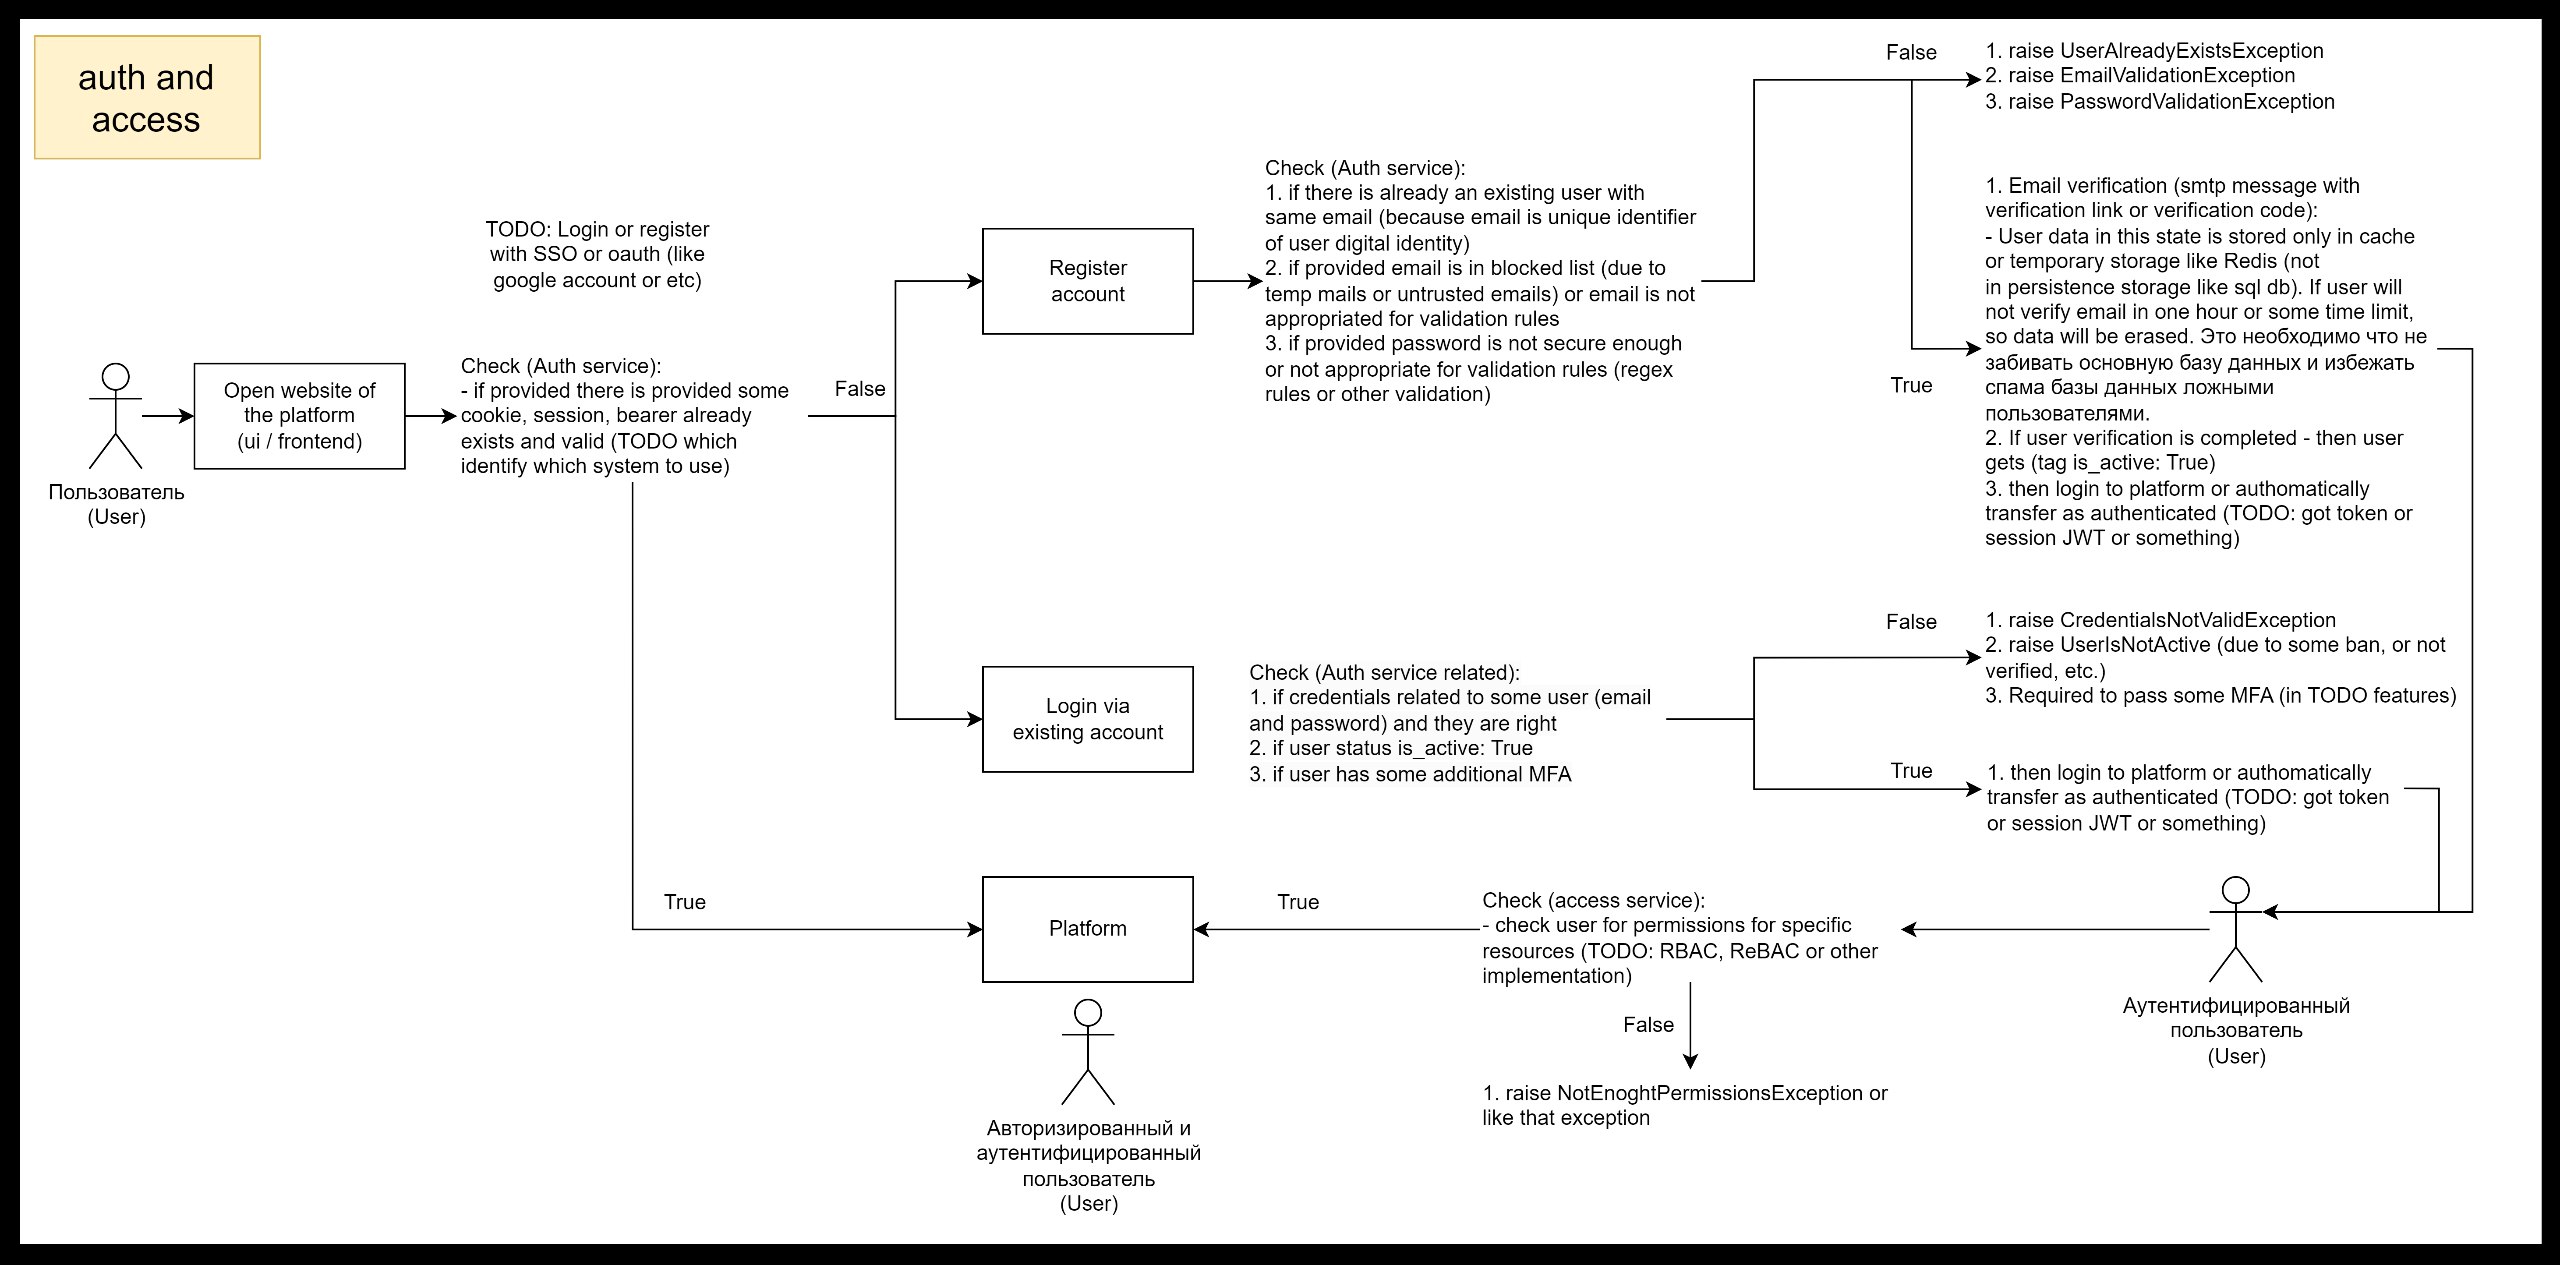 auth and
access
TODO: Login or register
with SSO or oauth (like
google account or etc)
Пользователь
(User)
Open website of
the platform
(ui / frontend)
Check (Auth service):
- if provided there is provided some
cookie, session, bearer already
exists and valid (TODO which
identify which system to use)
False
Register
account
Check (Auth service):
1. if there is already an existing user with
same email (because email is unique identifier
of user digital identity)
2. if provided email is in blocked list (due to
temp mails or untrusted emails) or email is not
appropriated for validation rules
3. if provided password is not secure enough
or not appropriate for validation rules (regex
rules or other validation)
False
1. raise UserAlreadyExistsException
2. raise EmailValidationException
3. raise PasswordValidationException
True
1. Email verification (smtp message with
verification link or verification code):
- User data in this state is stored only in cache
or temporary storage like Redis (not
in persistence storage like sql db). If user will
not verify email in one hour or some time limit,
so data will be erased. Это необходимо что не
забивать основную базу данных и избежать
спама базы данных ложными
пользователями.
2. If user verification is completed - then user
gets (tag is_active: True)
3. then login to platform or authomatically
transfer as authenticated (TODO: got token or
session JWT or something)
Login via
existing account
Check (Auth service related):
1. if credentials related to some user (email
and password) and they are right
2. if user status is_active: True
3. if user has some additional MFA
False
1. raise CredentialsNotValidException
2. raise UserIsNotActive (due to some ban, or not
verified, etc.)
3. Required to pass some MFA (in TODO features)
True
1. then login to platform or authomatically
transfer as authenticated (TODO: got token
or session JWT or something)
True
Platform
True
Check (access service):
- check user for permissions for specific
resources (TODO: RBAC, ReBAC or other
implementation)
False
1. raise NotEnoghtPermissionsException or
like that exception
Аутентифицированный
пользователь
(User)
Авторизированный и
аутентифицированный
пользователь
(User)